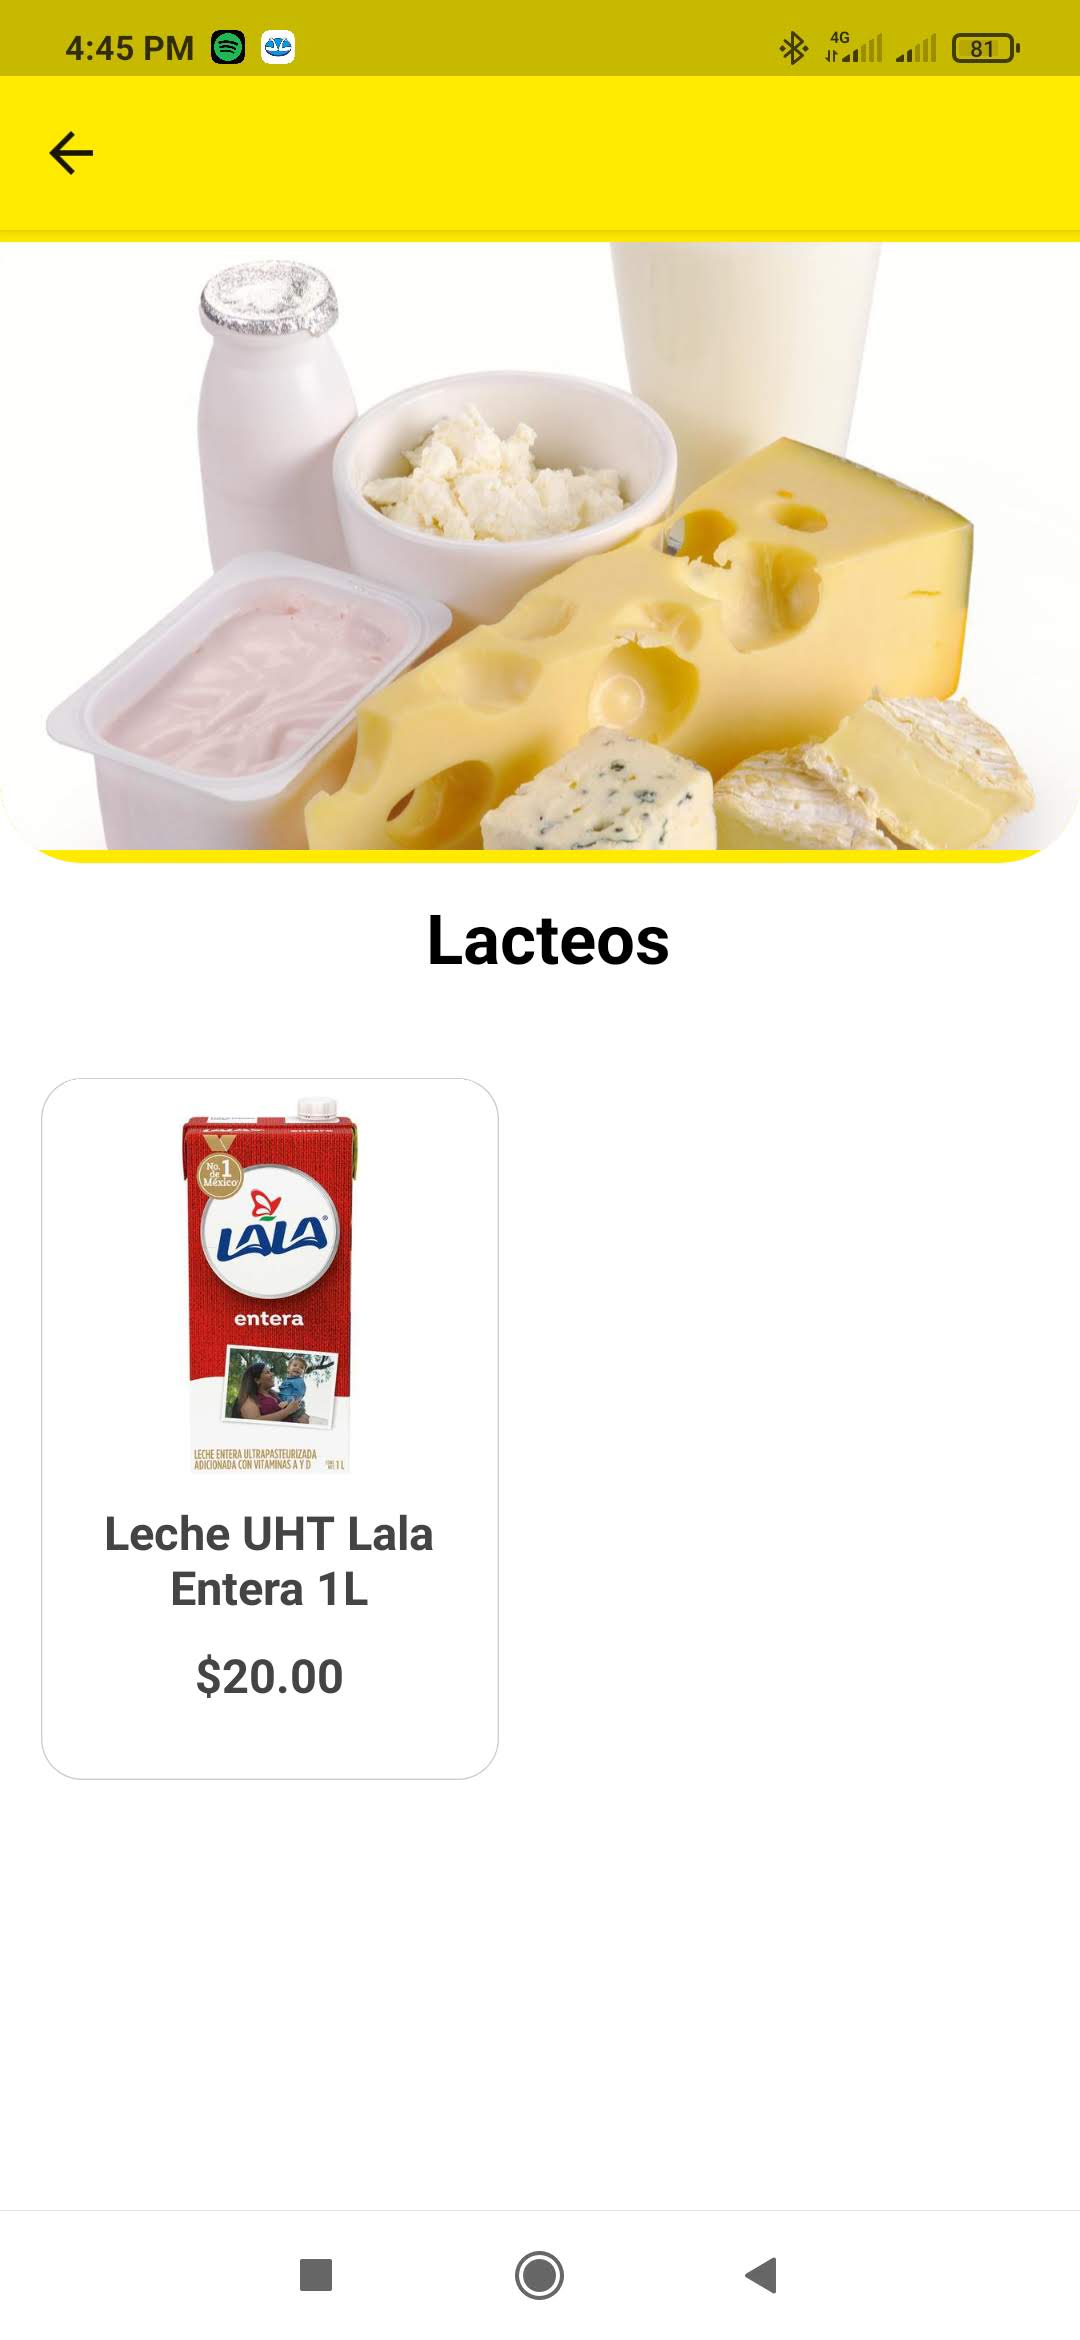 4:45 PM
4G
81
Lacteos
No.
1
de
México
LALA®
entera
LECHE ENTERA ULTRAPASTEURIZADA
ADICIONADA CON VITAMINAS A Y D
1 L
Leche UHT Lala
Entera 1L
$20.00